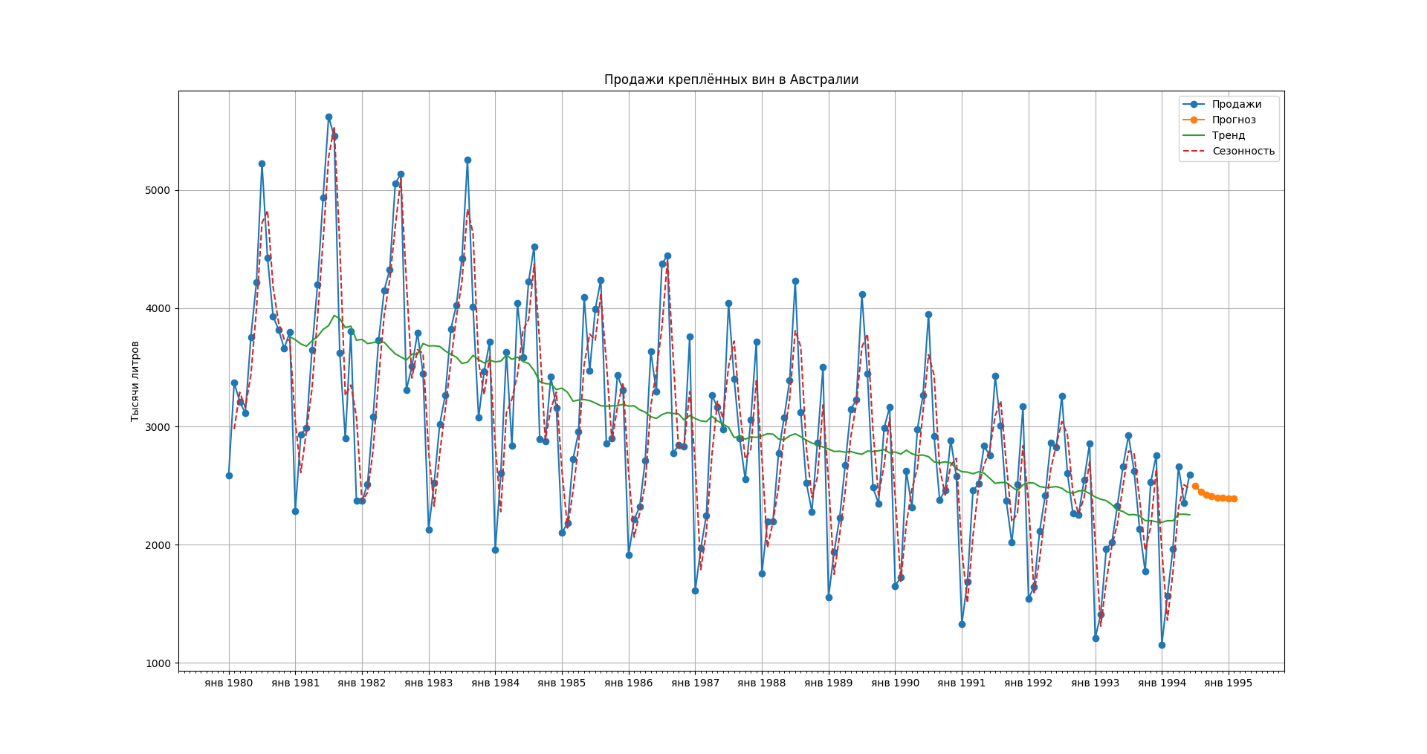 Продажи креплённых вин в Австралии
Продажи
Прогноз
Тренд
Сезонность
Тысячи литров
5000
4000
3000
2000
1000
янв 1980 янв 1981 янв 1982 янв 1983 янв 1984 янв 1985 янв 1986 янв 1987 янв 1988 янв 1989 янв 1990 янв 1991 янв 1992 янв 1993 янв 1994 янв 1995